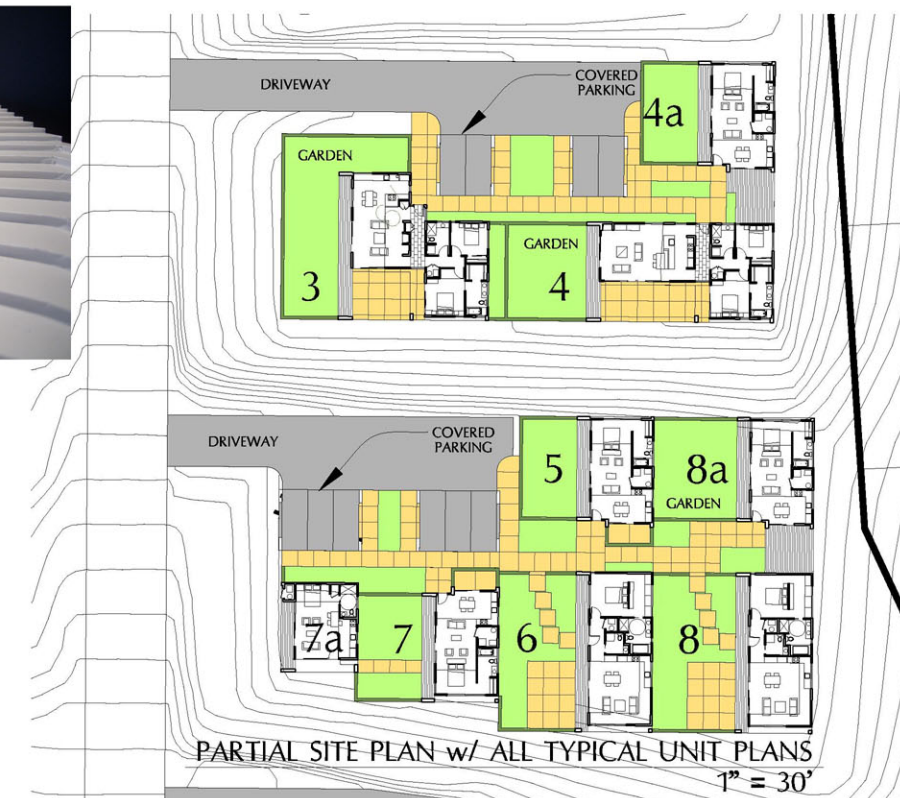 DRIVEWAY
COVERED
PARKING
4a
GARDEN
3
GARDEN
4
DRIVEWAY
COVERED
PARKING
5
8a
GARDEN
7a
7
6
8
PARTIAL SITE PLAN w/ ALL TYPICAL UNIT PLANS
1" = 30'